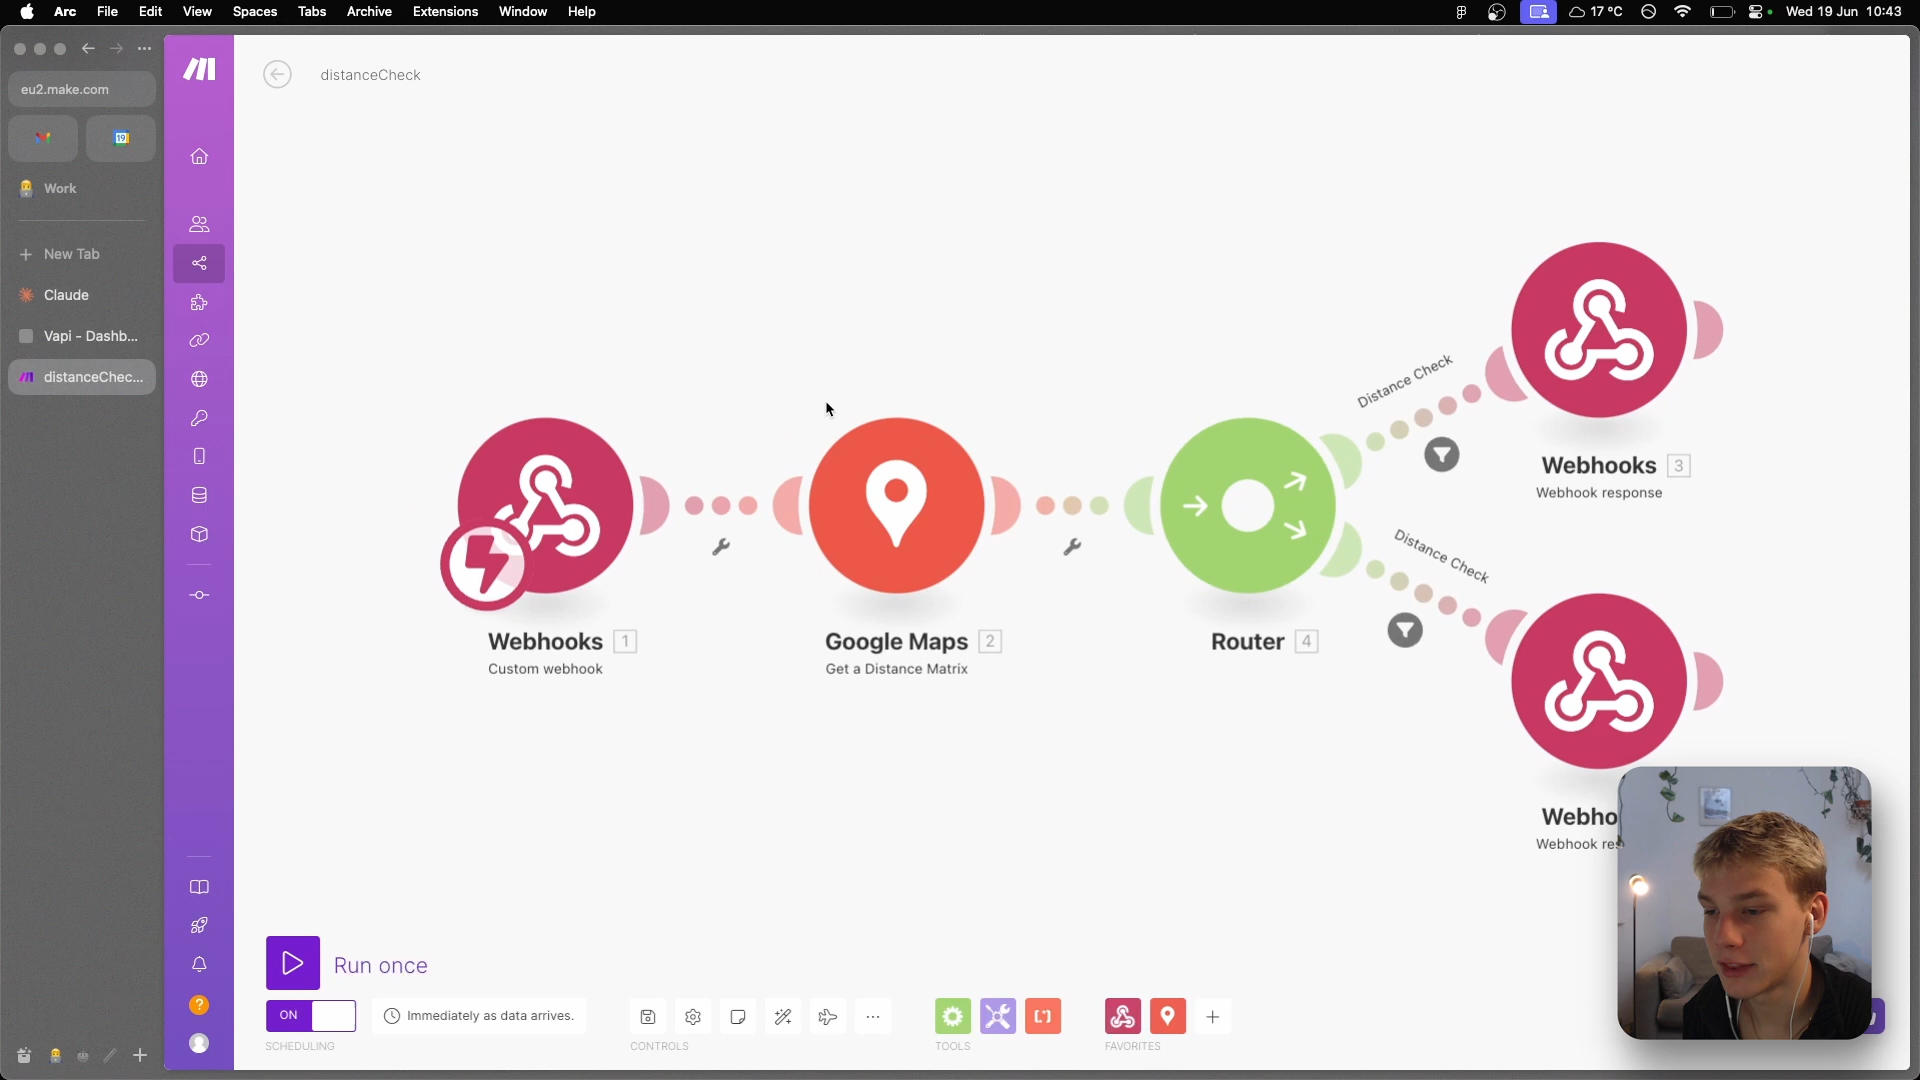 Arc File Edit View Spaces Tabs Archive Extensions Window Help
17 °C Wed 19 Jun 10:43
eu2.make.com
19
Work
New Tab
Claude
Vapi - Dashb...
distanceChec...
distanceCheck
Distance Check
Webhooks 3
Webhook response
Distance Check
Webhooks 1
Custom webhook
Google Maps 2
Get a Distance Matrix
Router 4
Webho
Webhook res
Run once
ON
Immediately as data arrives.
SCHEDULING
CONTROLS
TOOLS
FAVORITES